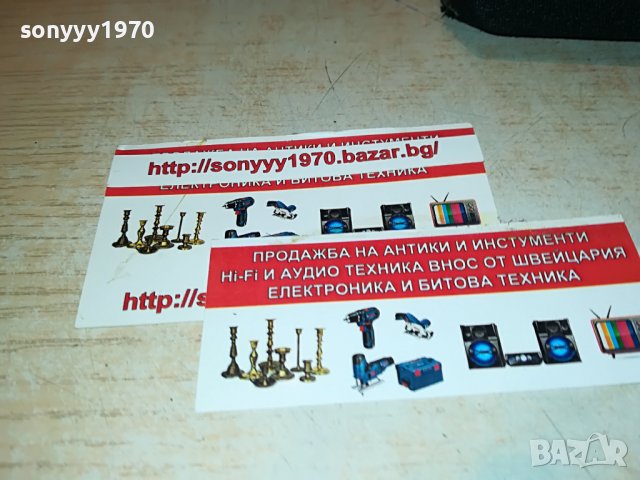 sonyyy1970
http://sonyyy1970.bazar.bg/
ЕЛЕКТРОНИКА И БИТОВА ТЕХНИКА
http://s
ПРОДАЖБА НА АНТИКИ И ИНСТУМЕНТИ
Hi-Fi И АУДИО ТЕХНИКА ВНОС ОТ ШВЕЙЦАРИЯ
ЕЛЕКТРОНИКА И БИТОВА ТЕХНИКА
BAZAR